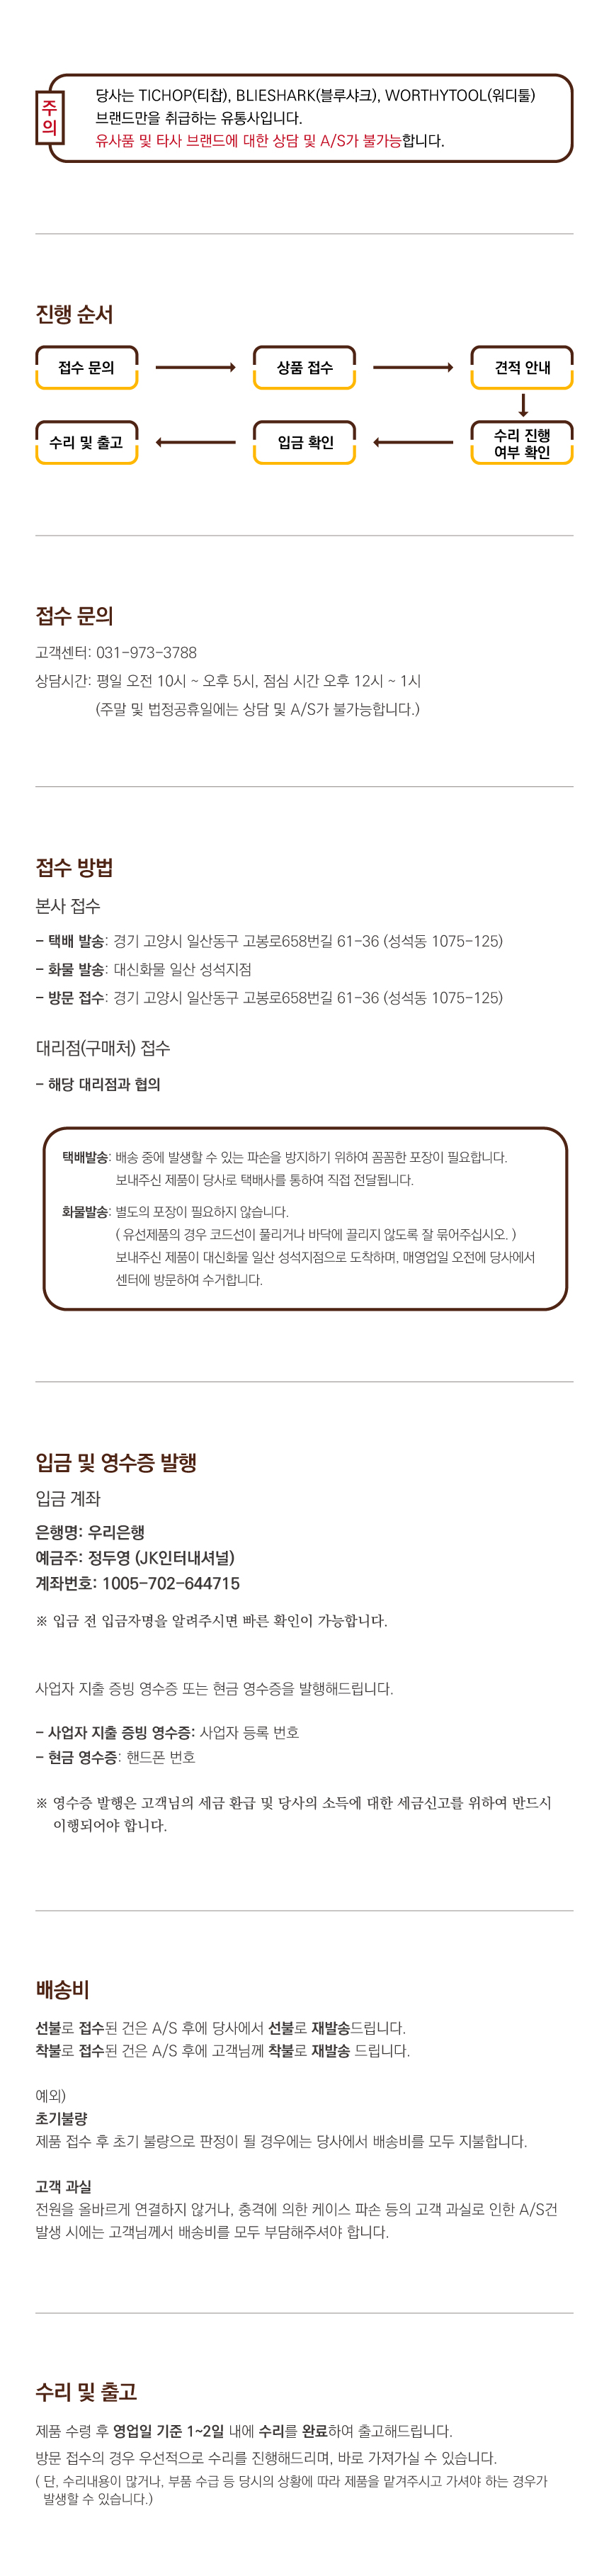 주의
당사는 TICHOP(티찹), BLIESHARK(블루샤크), WORTHYTOOL(워디툴)
브랜드만을 취급하는 유통사입니다.
유사품 및 타사 브랜드에 대한 상담 및 A/S가 불가능합니다.
진행 순서
접수 문의
상품 접수
견적 안내
수리 진행
여부 확인
입금 확인
수리 및 출고
접수 문의
고객센터: 031-973-3788
상담시간: 평일 오전 10시 ~ 오후 5시, 점심 시간 오후 12시 ~ 1시
(주말 및 법정공휴일에는 상담 및 A/S가 불가능합니다.)
접수 방법
본사 접수
- 택배 발송: 경기 고양시 일산동구 고봉로658번길 61-36 (성석동 1075-125)
- 화물 발송: 대신화물 일산 성석지점
- 방문 접수: 경기 고양시 일산동구 고봉로658번길 61-36 (성석동 1075-125)
대리점(구매처) 접수
- 해당 대리점과 협의
택배발송: 배송 중에 발생할 수 있는 파손을 방지하기 위하여 꼼꼼한 포장이 필요합니다.
보내주신 제품이 당사로 택배사를 통하여 직접 전달됩니다.
화물발송: 별도의 포장이 필요하지 않습니다.
( 유선제품의 경우 코드선이 풀리거나 바닥에 끌리지 않도록 잘 묶어주십시오. )
보내주신 제품이 대신화물 일산 성석지점으로 도착하며, 매영업일 오전에 당사에서
센터에 방문하여 수거합니다.
입금 및 영수증 발행
입금 계좌
은행명: 우리은행
예금주: 정두영 (JK인터내셔널)
계좌번호: 1005-702-644715
※ 입금 전 입금자명을 알려주시면 빠른 확인이 가능합니다.
사업자 지출 증빙 영수증 또는 현금 영수증을 발행해드립니다.
- 사업자 지출 증빙 영수증: 사업자 등록 번호
- 현금 영수증: 핸드폰 번호
※ 영수증 발행은 고객님의 세금 환급 및 당사의 소득에 대한 세금신고를 위하여 반드시
이행되어야 합니다.
배송비
선불로 접수된 건은 A/S 후에 당사에서 선불로 재발송드립니다.
착불로 접수된 건은 A/S 후에 고객님께 착불로 재발송 드립니다.
예외)
초기불량
제품 접수 후 초기 불량으로 판정이 될 경우에는 당사에서 배송비를 모두 지불합니다.
고객 과실
전원을 올바르게 연결하지 않거나, 충격에 의한 케이스 파손 등의 고객 과실로 인한 A/S건
발생 시에는 고객님께서 배송비를 모두 부담해주셔야 합니다.
수리 및 출고
제품 수령 후 영업일 기준 1~2일 내에 수리를 완료하여 출고해드립니다.
방문 접수의 경우 우선적으로 수리를 진행해드리며, 바로 가져가실 수 있습니다.
( 단, 수리내용이 많거나, 부품 수급 등 당시의 상황에 따라 제품을 맡겨주시고 가셔야 하는 경우가
발생할 수 있습니다.)